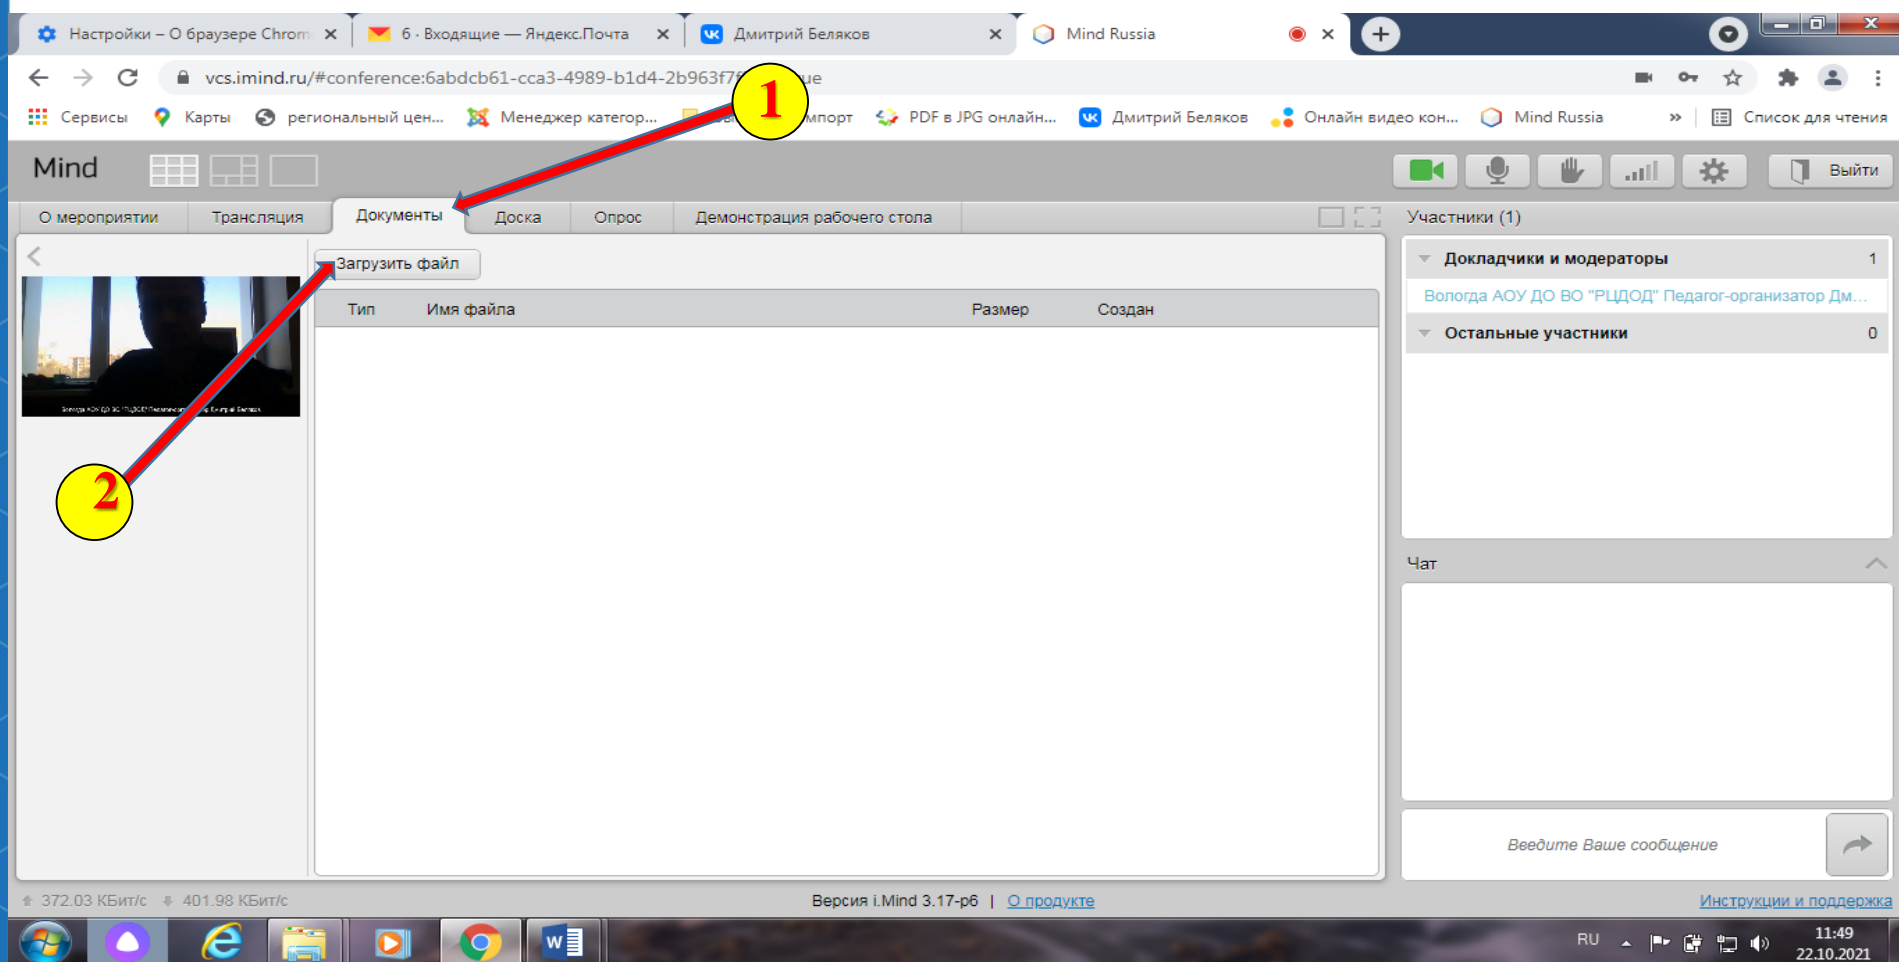 Настройки – О браузере Chrom
6 · Входящие — Яндекс.Почта
Дмитрий Беляков
Mind Russia
vcs.imind.ru/#conference:6abdcb61-cca3-4989-b1d4-2b963f7
1
Сервисы
Карты
региональный цен...
Менеджер категор...
PDF в JPG онлайн...
Дмитрий Беляков
Онлайн видео кон...
Mind Russia
»
Список для чтения
Mind
Выйти
О мероприятии
Трансляция
Документы
Доска
Опрос
Демонстрация рабочего стола
Участники (1)
Загрузить файл
Докладчики и модераторы 1
Вологда АОУ ДО ВО "РЦДОД" Педагог-организатор Дм...
Тип
Имя файла
Размер
Создан
Остальные участники 0
2
Чат
Введите Ваше сообщение
372.03 КБит/с
401.98 КБит/с
Версия i.Mind 3.17-p6 | О продукте
Инструкции и поддержка
RU
11:49
22.10.2021